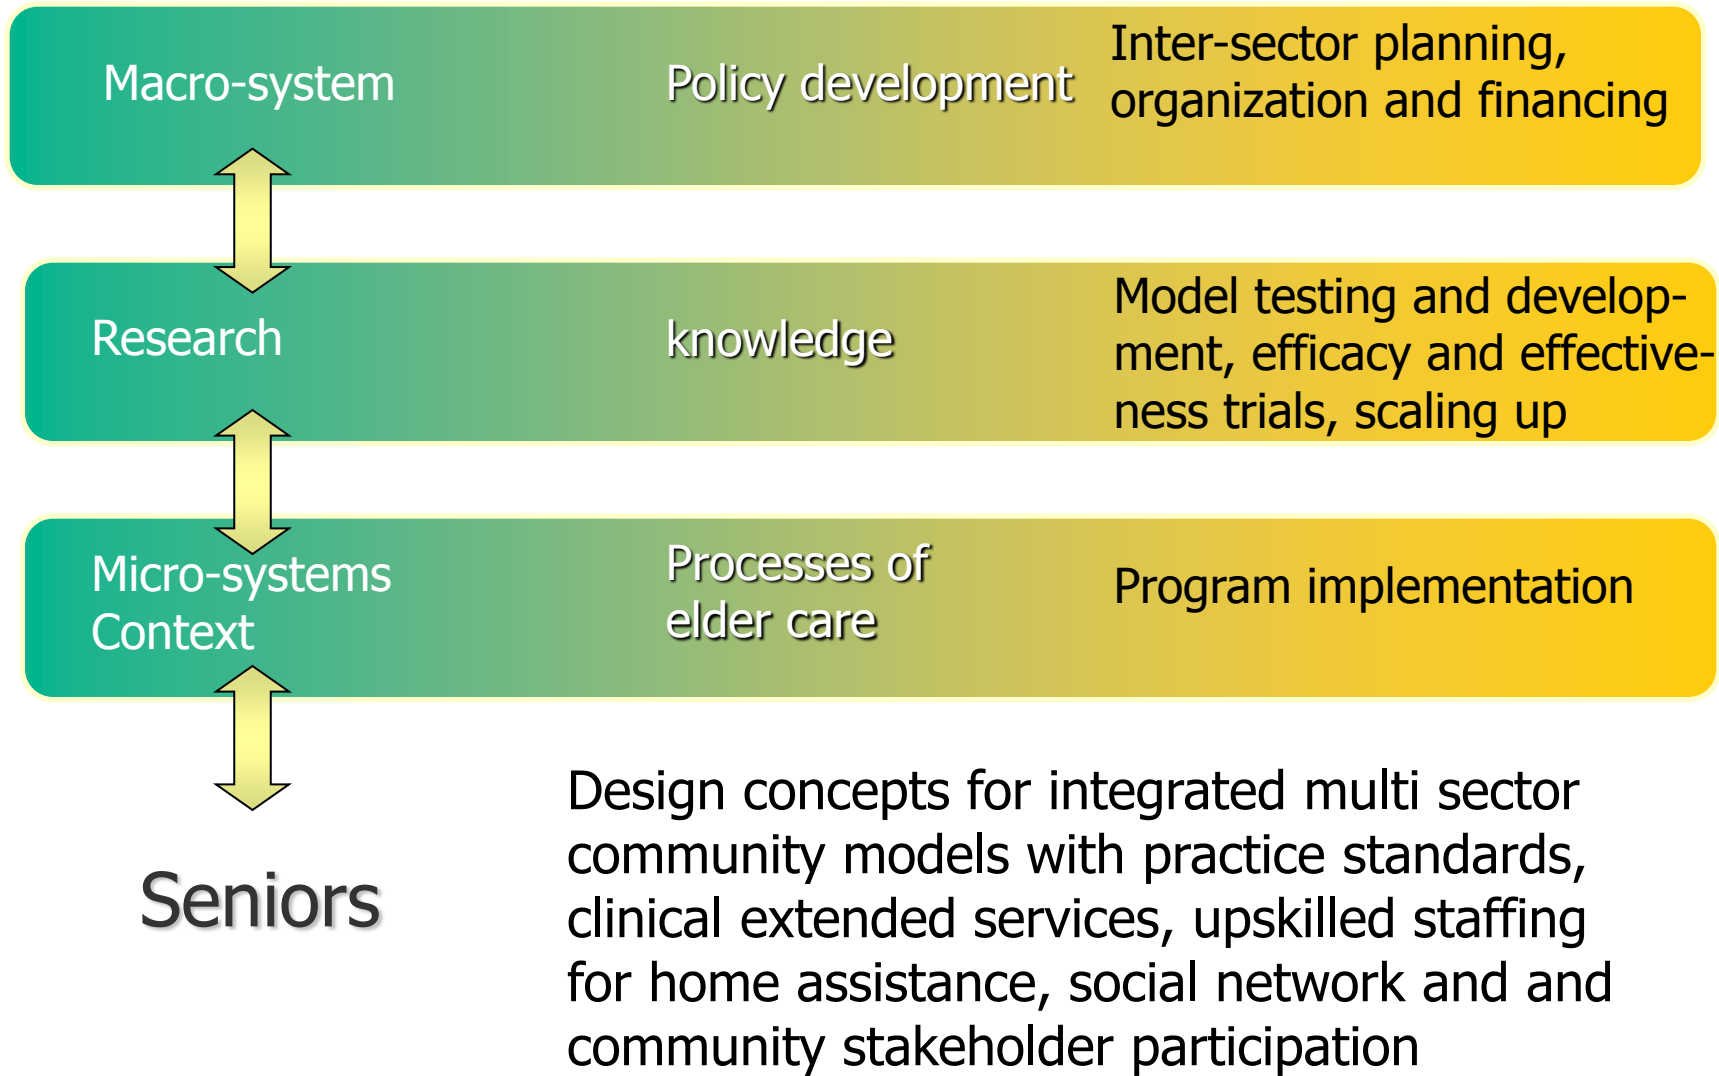 Macro-system
Policy development
Inter-sector planning,
organization and financing
Research
knowledge
Model testing and develop-
ment, efficacy and effective-
ness trials, scaling up
Micro-systems
Context
Processes of
elder care
Program implementation
Seniors
Design concepts for integrated multi sector
community models with practice standards,
clinical extended services, upskilled staffing
for home assistance, social network and and
community stakeholder participation